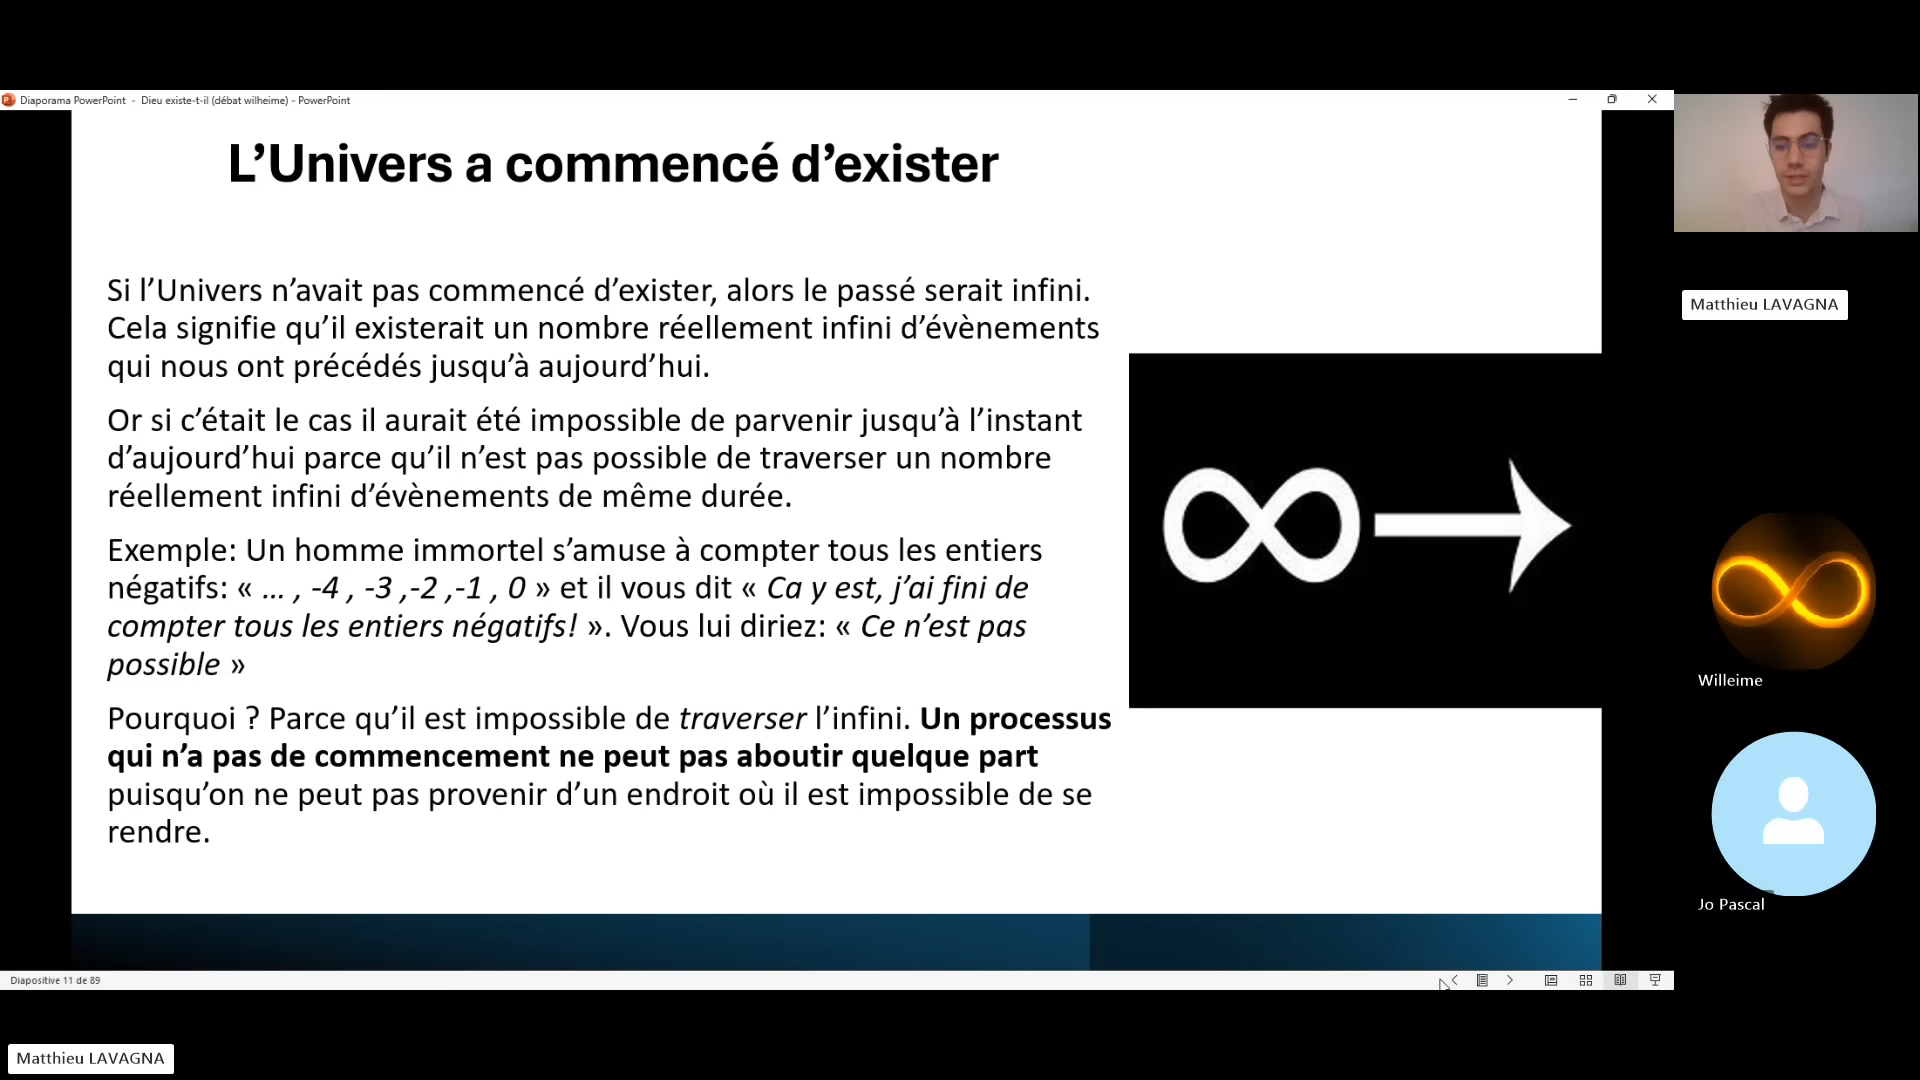 Diaporama PowerPoint - Dieu existe-t-il (débat wilheime) - PowerPoint
L’Univers a commencé d’exister
Si l’Univers n’avait pas commencé d’exister, alors le passé serait infini.
Cela signifie qu’il existerait un nombre réellement infini d’évènements
qui nous ont précédés jusqu’à aujourd’hui.
Or si c’était le cas il aurait été impossible de parvenir jusqu’à l’instant
d’aujourd’hui parce qu’il n’est pas possible de traverser un nombre
réellement infini d’évènements de même durée.
Exemple: Un homme immortel s’amuse à compter tous les entiers
négatifs: « … , -4 , -3 ,-2 ,-1 , 0 » et il vous dit « Ca y est, j’ai fini de
compter tous les entiers négatifs! ». Vous lui diriez: « Ce n’est pas
possible »
Pourquoi ? Parce qu’il est impossible de traverser l’infini. Un processus
qui n’a pas de commencement ne peut pas aboutir quelque part
puisqu’on ne peut pas provenir d’un endroit où il est impossible de se
rendre.
Matthieu LAVAGNA
Willeime
Jo Pascal
Diapositive 11 de 89
Matthieu LAVAGNA